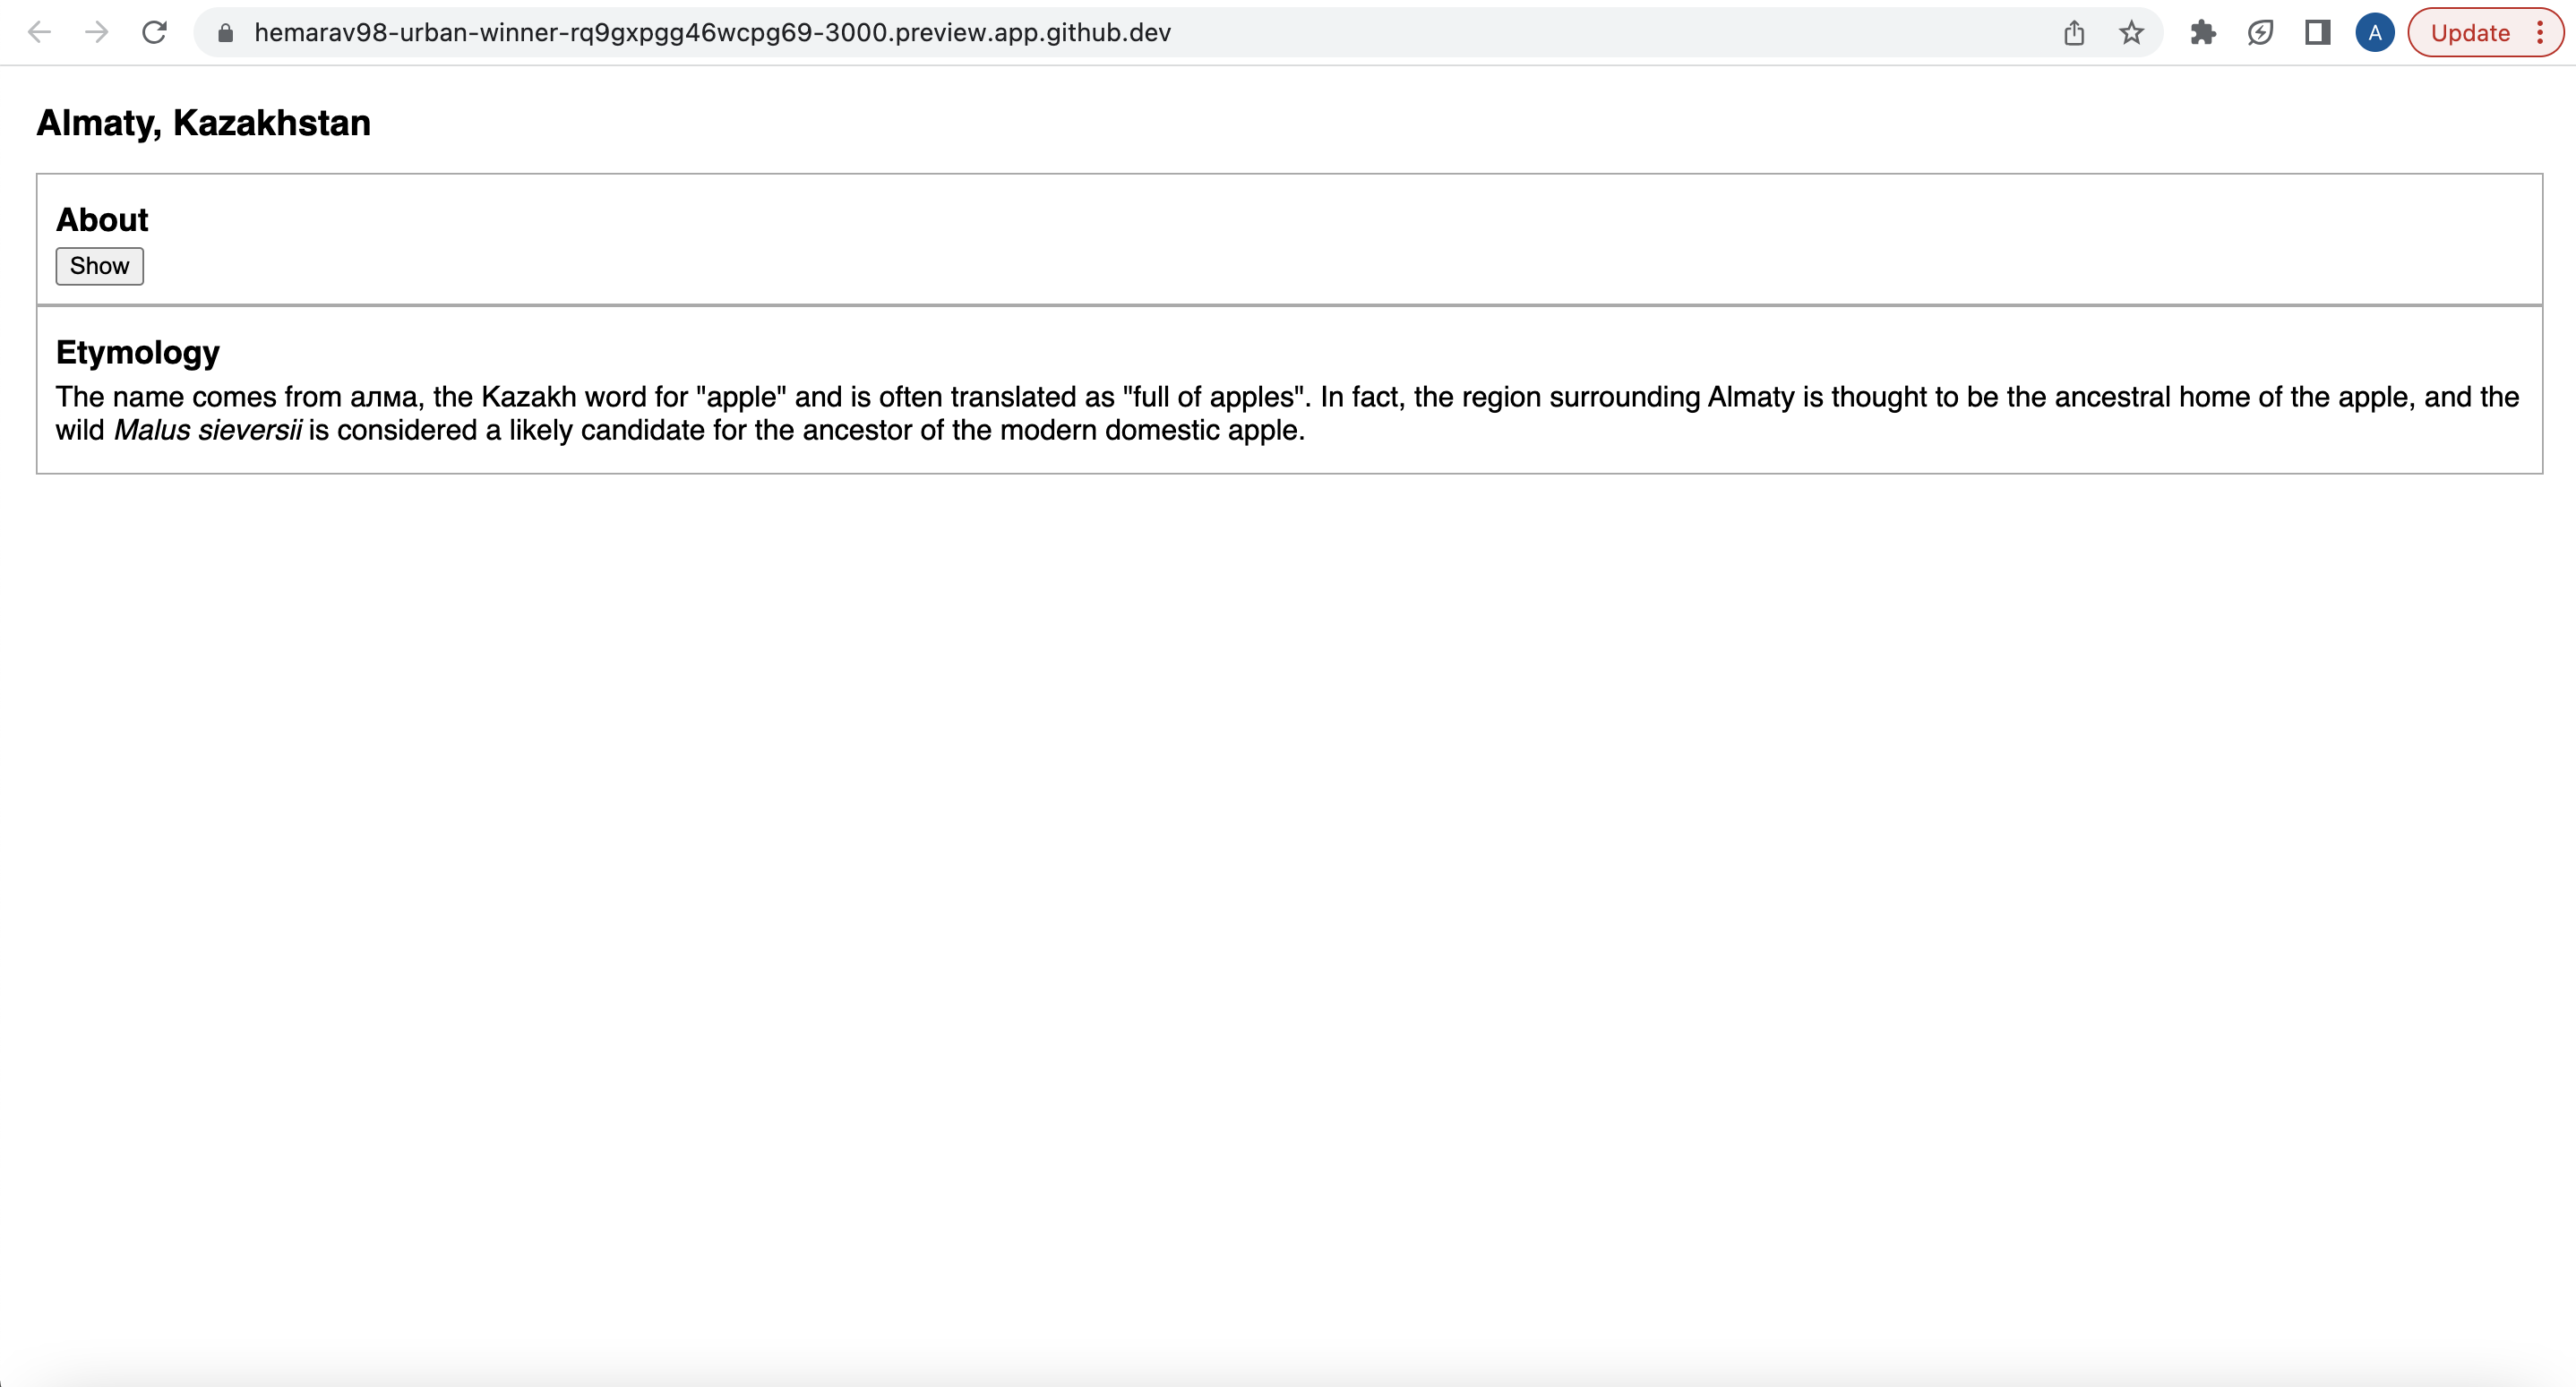 hemarav98-urban-winner-rq9gxpgg46wcpg69-3000.preview.app.github.dev
A
Update
Almaty, Kazakhstan
About
Show
Etymology
The name comes from алма, the Kazakh word for "apple" and is often translated as "full of apples". In fact, the region surrounding Almaty is thought to be the ancestral home of the apple, and the
wild Malus sieversii is considered a likely candidate for the ancestor of the modern domestic apple.